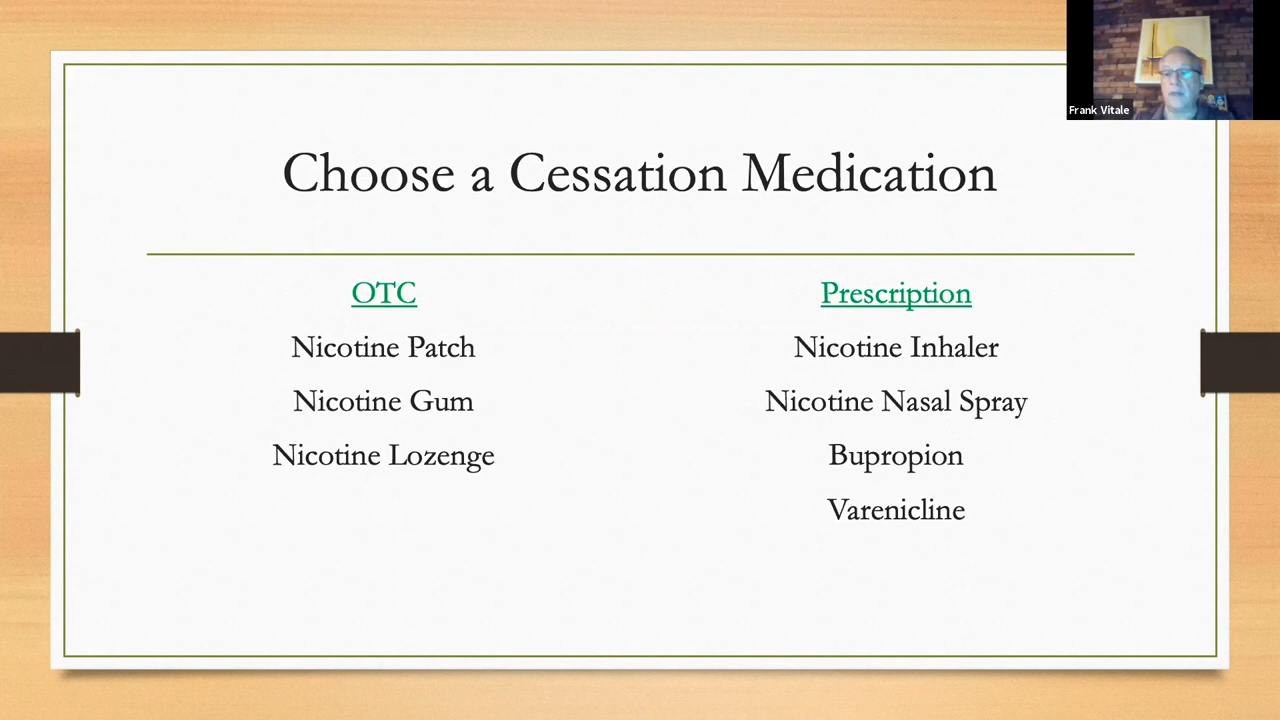 Frank Vitale
Choose a Cessation Medication
OTC
Nicotine Patch
Nicotine Gum
Nicotine Lozenge
Prescription
Nicotine Inhaler
Nicotine Nasal Spray
Bupropion
Varenicline